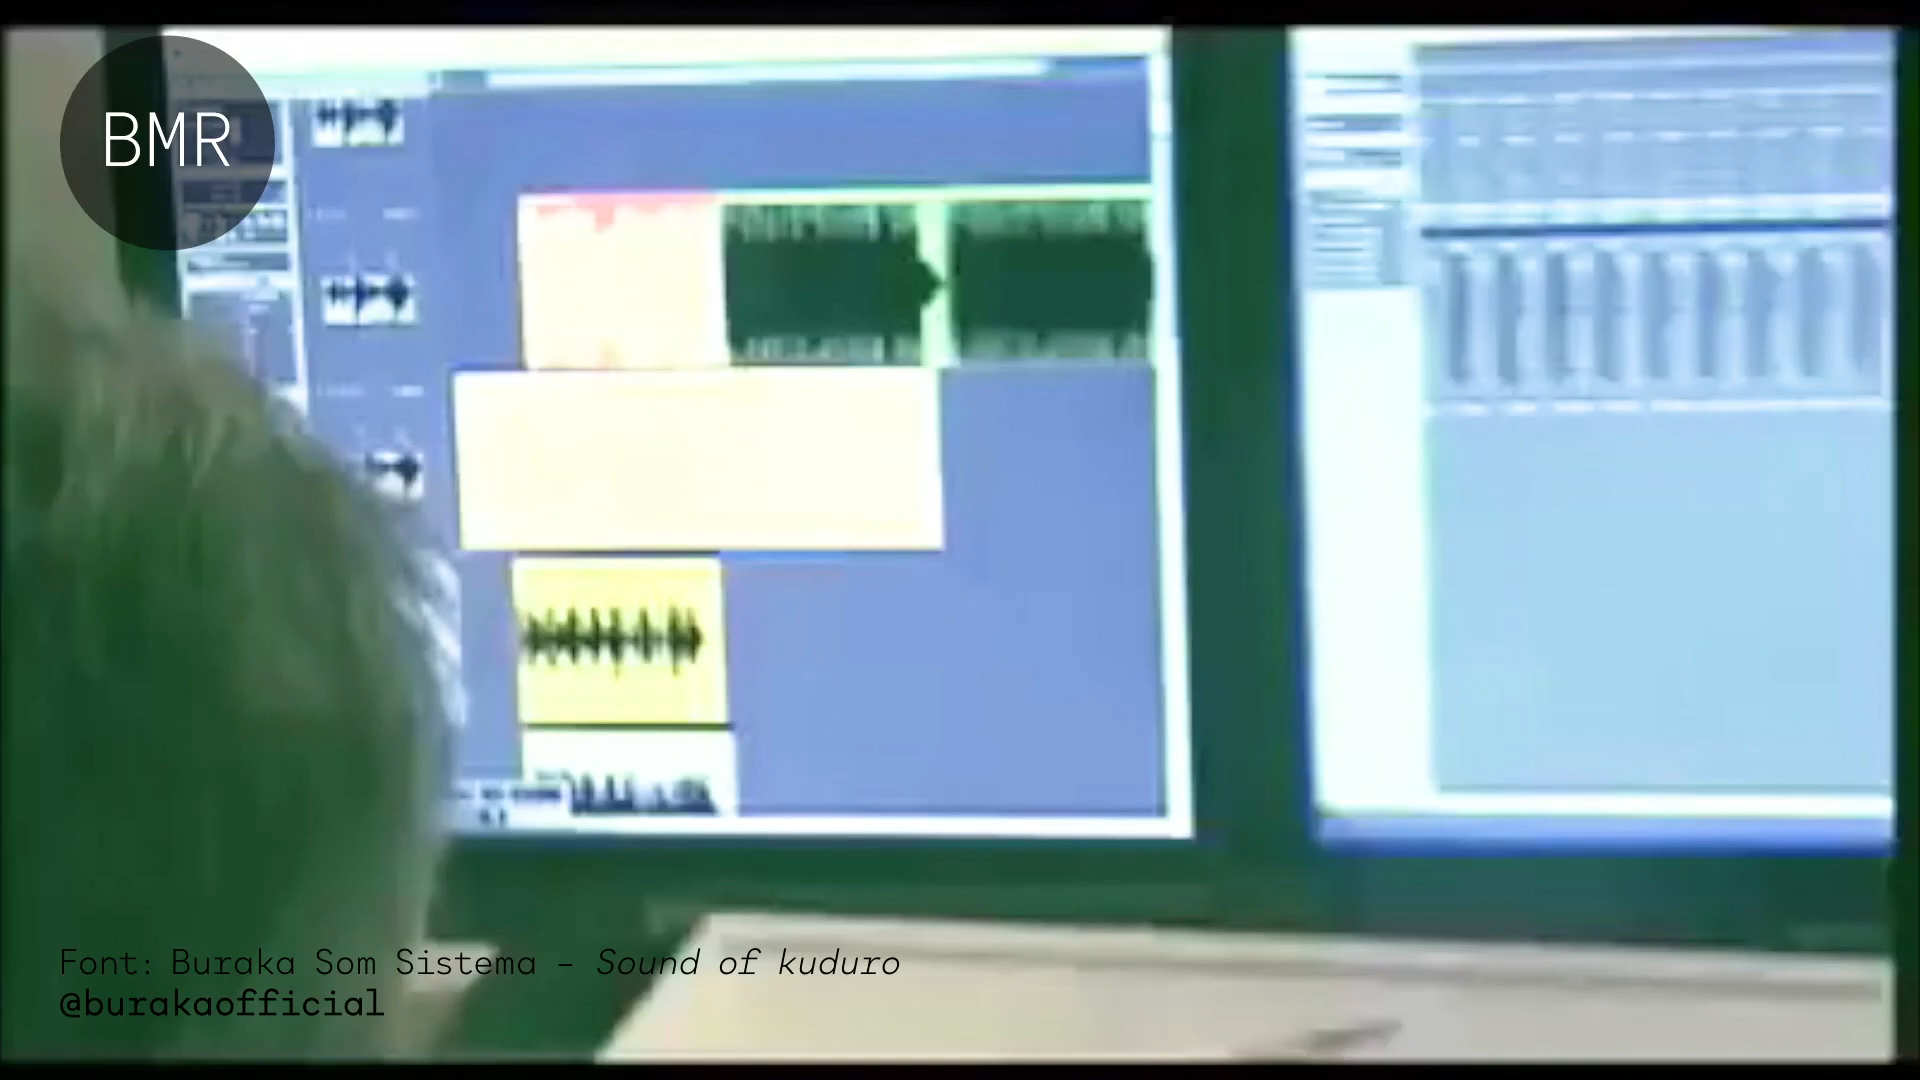 BMR
Font: Buraka Som Sistema – Sound of kuduro
@burakaofficial